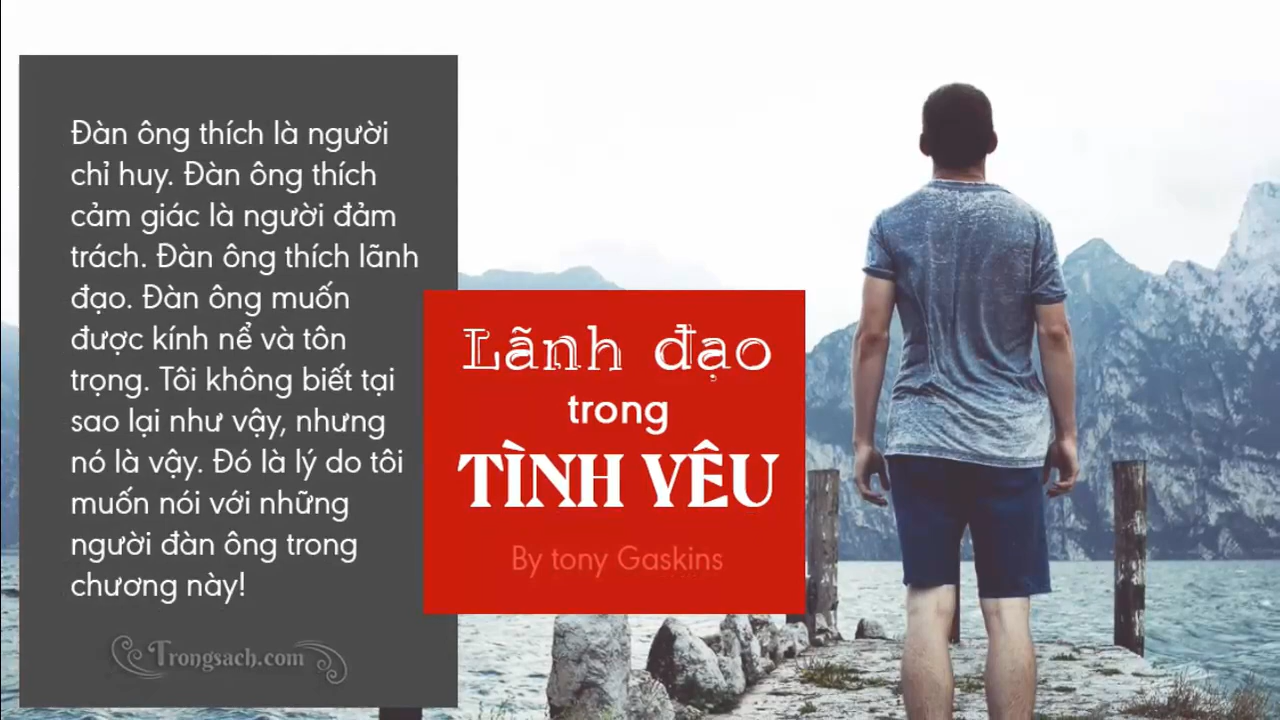 Đàn ông thích là người
chỉ huy. Đàn ông thích
cảm giác là người đảm
trách. Đàn ông thích lãnh
đạo. Đàn ông muốn
được kính nể và tôn
trọng. Tôi không biết tại
sao lại như vậy, nhưng
nó là vậy. Đó là lý do tôi
muốn nói với những
người đàn ông trong
chương này!
Trongsach.com
Lãnh đạo
trong
TÌNH YÊU
By tony Gaskins